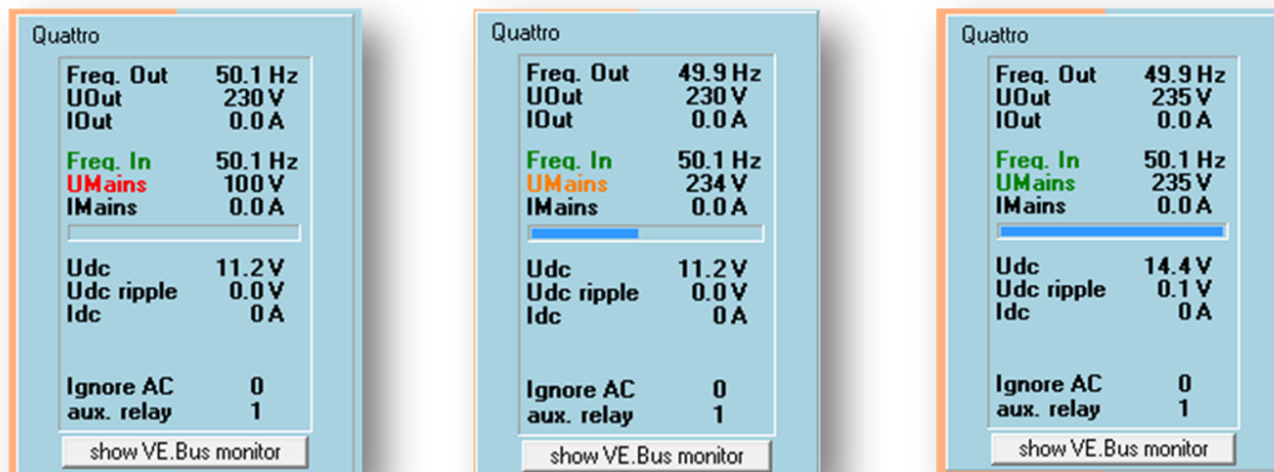 Quattro
Freq. Out 50.1 Hz
UOut 230 V
IOut 0.0 A
Freq. In 50.1 Hz
UMains 100 V
IMains 0.0 A
Udc 11.2 V
Udc ripple 0.0 V
Idc 0 A
Ignore AC 0
aux. relay 1
show VE.Bus monitor
Quattro
Freq. Out 49.9 Hz
UOut 230 V
IOut 0.0 A
Freq. In 50.1 Hz
UMains 234 V
IMains 0.0 A
Udc 11.2 V
Udc ripple 0.0 V
Idc 0 A
Ignore AC 0
aux. relay 1
show VE.Bus monitor
Quattro
Freq. Out 49.9 Hz
UOut 235 V
IOut 0.0 A
Freq. In 50.1 Hz
UMains 235 V
IMains 0.0 A
Udc 14.4 V
Udc ripple 0.1 V
Idc 0 A
Ignore AC 0
aux. relay 1
show VE.Bus monitor